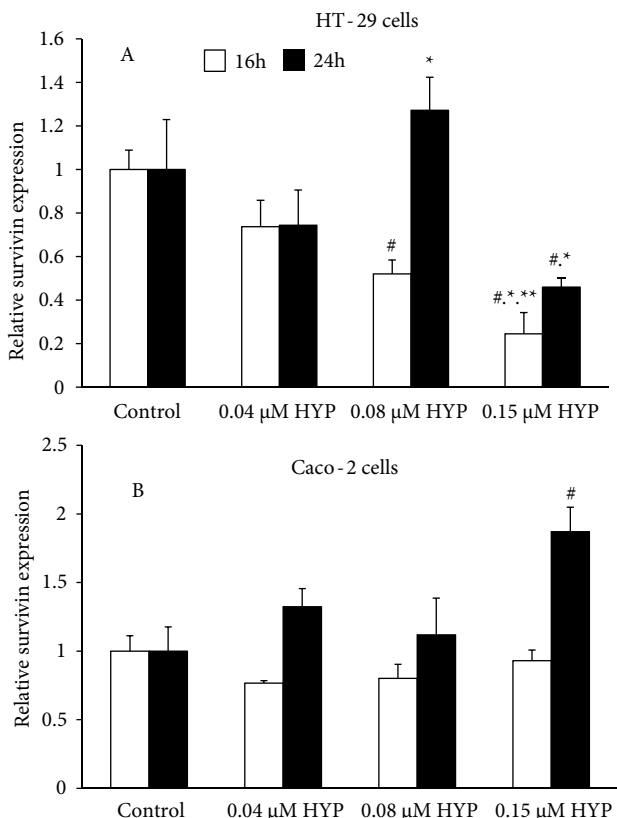 HT-29 cells
A
16h 24h
Relative survivin expression
1.6
1.4
1.2
1
0.8
0.6
0.4
0.2
0
#
*
#.*.**
#.*
Control 0.04 µM HYP 0.08 µM HYP 0.15 µM HYP
Caco-2 cells
B
Relative survivin expression
2.5
2
1.5
1
0.5
0
#
Control 0.04 µM HYP 0.08 µM HYP 0.15 µM HYP